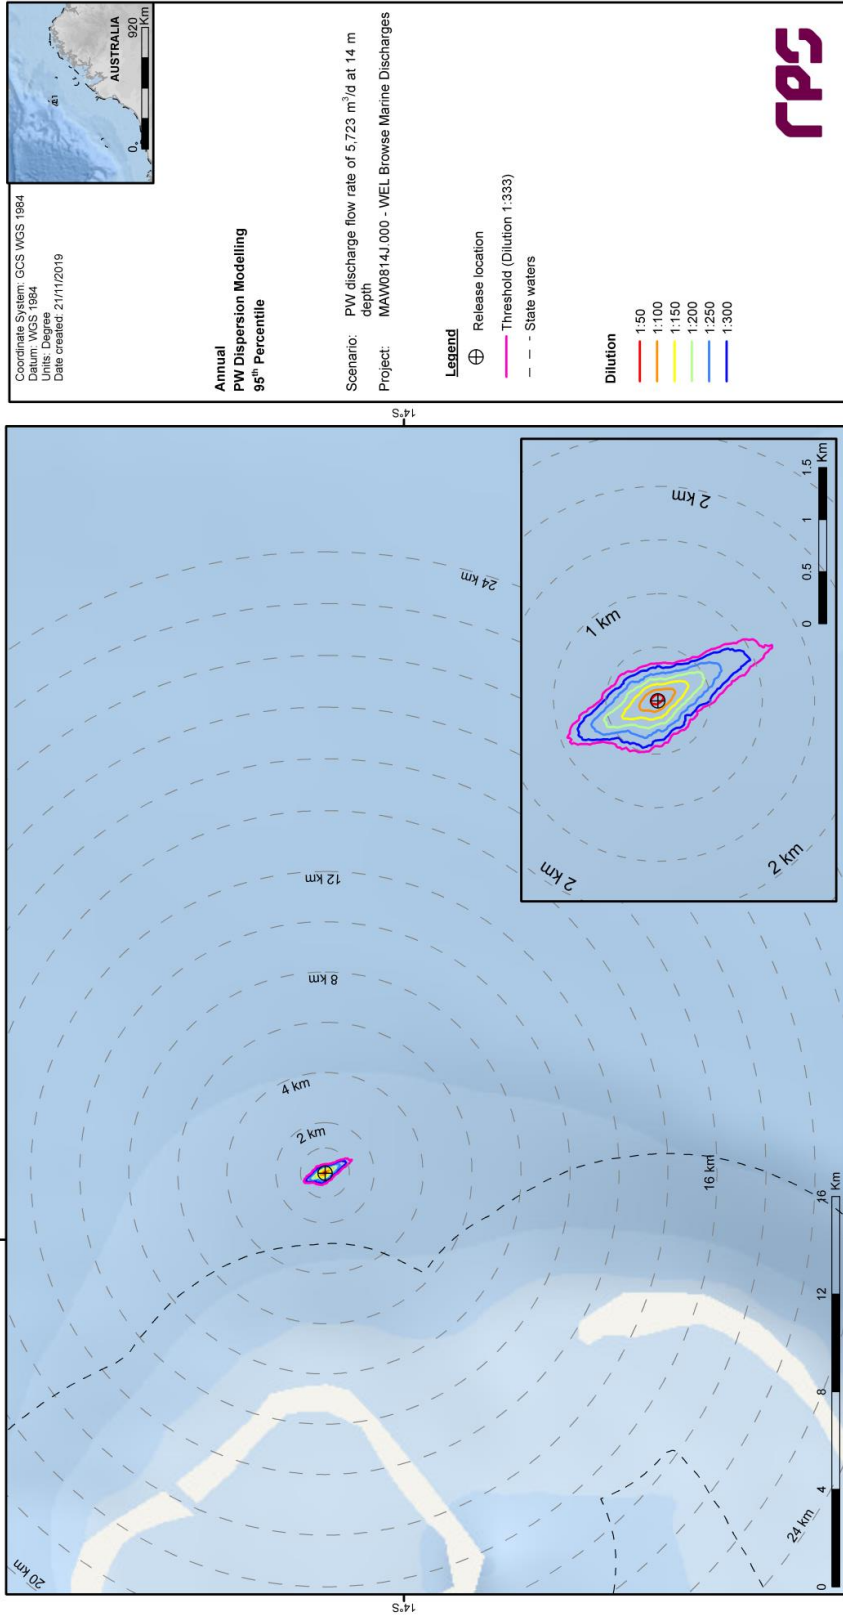 Coordinate System: GCS WGS 1984
Datum: WGS 1984
Units: Degree
Date created: 21/11/2019
AUSTRALIA
0
920
Km
Annual
PW Dispersion Modelling
95th Percentile
Scenario: PW discharge flow rate of 5,723 m3/d at 14 m
depth
Project: MAW0814J.000 - WEL Browse Marine Discharges
Legend
Release location
Threshold (Dilution 1:333)
State waters
Dilution
1:50
1:100
1:150
1:200
1:250
1:300
rps
14°S
14°S
20 km
2 km
4 km
8 km
12 km
24 km
16 km
24 km
0 4 8 12 16
Km
1 km
2 km
2 km
2 km
0 0.5 1 1.5
Km